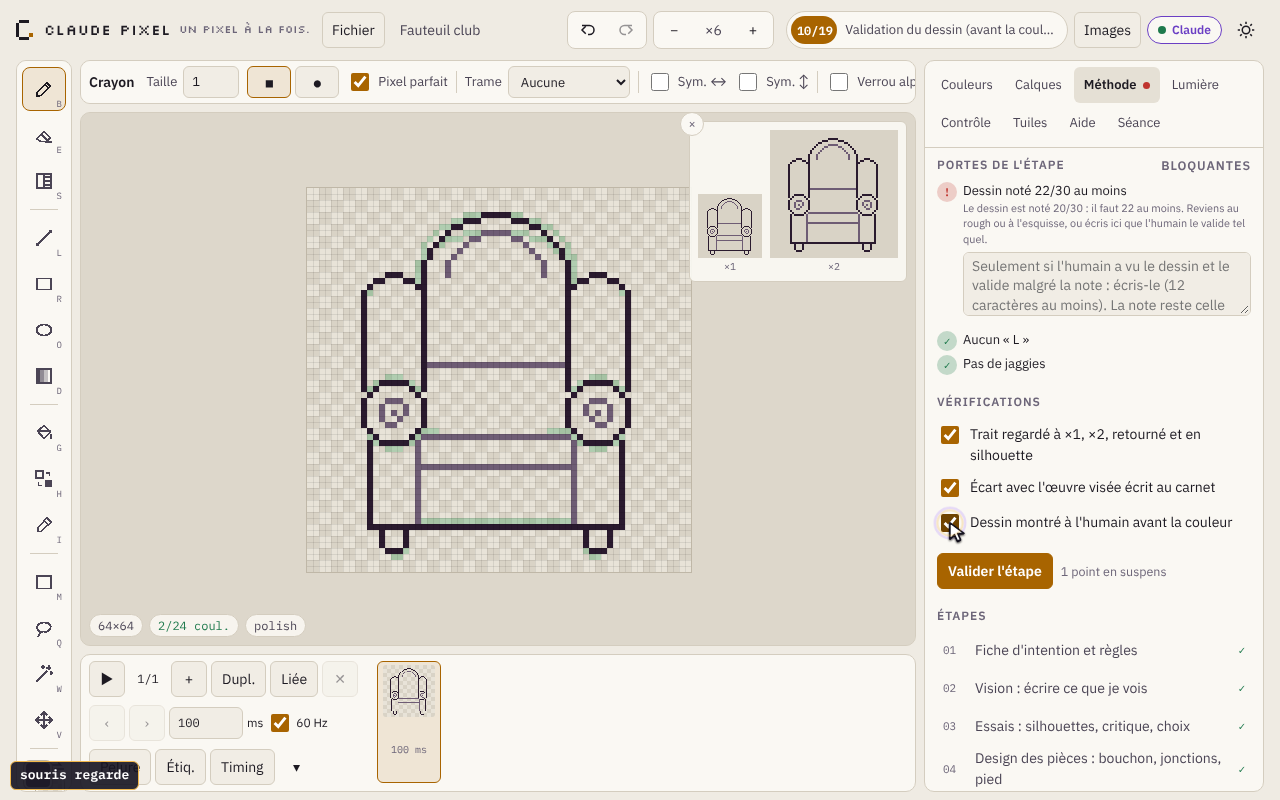 CLAUDE PIXEL UN PIXEL À LA FOIS. Fichier Fauteuil club − ×6 + 10/19 Validation du dessin (avant la coul... Images Claude
Crayon Taille 1 ■ ● Pixel parfait Trame Aucune Sym. ↔ Sym. ↕ Verrou alp
Couleurs Calques Méthode Lumière
Contrôle Tuiles Aide Séance
B
E
S
L
R
O
D
G
H
I
M
Q
W
V
×
×1 ×2
PORTES DE L'ÉTAPE BLOQUANTES
! Dessin noté 22/30 au moins
Le dessin est noté 20/30 : il faut 22 au moins. Reviens au
rough ou à l'esquisse, ou écris ici que l'humain le valide tel
quel.
Seulement si l'humain a vu le dessin et le
valide malgré la note : écris-le (12
caractères au moins). La note reste celle
✓ Aucun « L »
✓ Pas de jaggies
VÉRIFICATIONS
Trait regardé à ×1, ×2, retourné et en
silhouette
Écart avec l'œuvre visée écrit au carnet
Dessin montré à l'humain avant la couleur
Valider l'étape 1 point en suspens
ÉTAPES
01 Fiche d'intention et règles ✓
02 Vision : écrire ce que je vois ✓
03 Essais : silhouettes, critique, choix ✓
04 Design des pièces : bouchon, jonctions,
pied ✓
64×64 2/24 coul. polish
▶ 1/1 + Dupl. Liée ×
‹ › 100 ms 60 Hz
100 ms
Étiq. Timing ▼
souris regarde